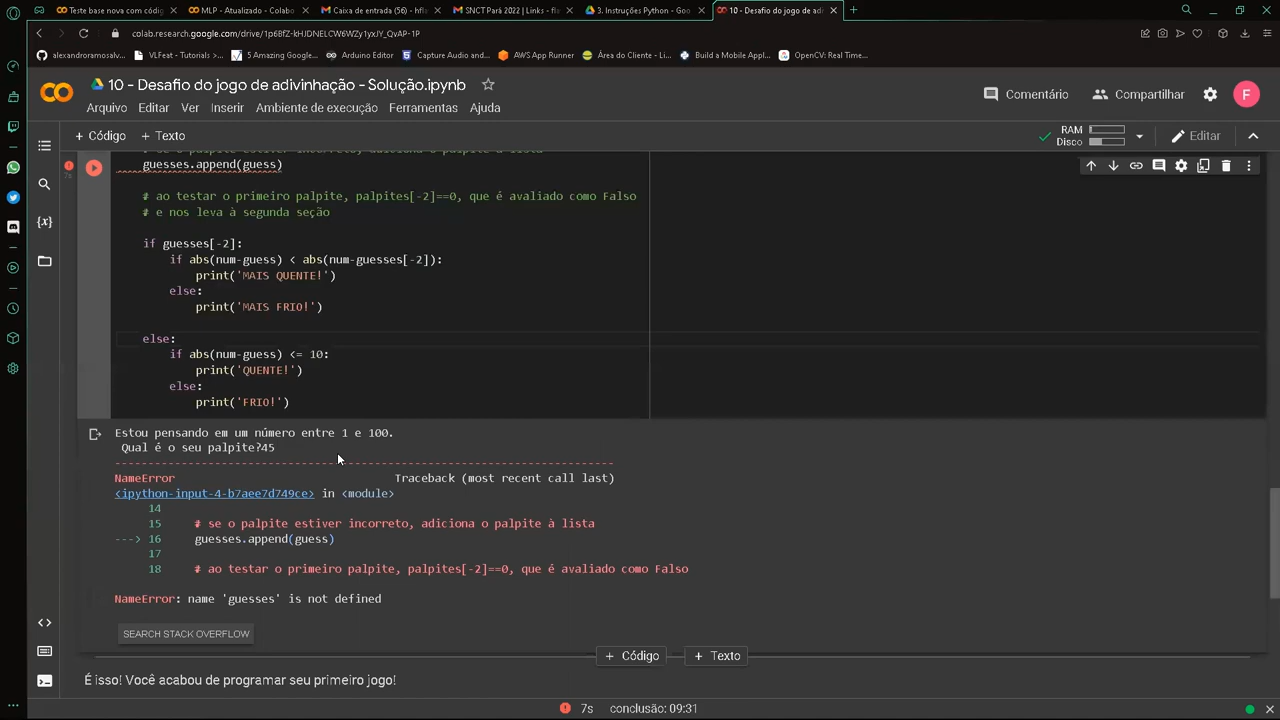 Teste base nova com códig
MLP - Atualizado - Colabo
Caixa de entrada (56) - hfla
SNCT Pará 2022 | Links - fl
3. Instruções Python - Goo
10 - Desafio do jogo de adi
colab.research.google.com/drive/1p6BfZ-kHJDNELCW6WZy1yxJY_QvAP-1P
alexandroramosalv...
VLFeat - Tutorials >...
5 Amazing Google...
Arduino Editor
Capture Audio and...
AWS App Runner
Área do Cliente
Build a Mobile Appl...
OpenCV: Real Time...
10 - Desafio do jogo de adivinhação - Solução.ipynb
Comentário
Compartilhar
F
Arquivo Editar Ver Inserir Ambiente de execução Ferramentas Ajuda
+ Código + Texto
RAM
Disco
Editar
# se o palpite estiver incorreto, adiciona o palpite à lista
7s
guesses.append(guess)
# ao testar o primeiro palpite, palpites[-2]==0, que é avaliado como Falso
# e nos leva à segunda seção
if guesses[-2]:
if abs(num-guess) < abs(num-guesses[-2]):
print('MAIS QUENTE!')
else:
print('MAIS FRIO!')
else:
if abs(num-guess) <= 10:
print('QUENTE!')
else:
print('FRIO!')
Estou pensando em um número entre 1 e 100.
Qual é o seu palpite?45
NameError Traceback (most recent call last)
<ipython-input-4-b7aee7d749ce> in <module>
14
15 # se o palpite estiver incorreto, adiciona o palpite à lista
---> 16 guesses.append(guess)
17
18 # ao testar o primeiro palpite, palpites[-2]==0, que é avaliado como Falso
NameError: name 'guesses' is not defined
SEARCH STACK OVERFLOW
+ Código + Texto
É isso! Você acabou de programar seu primeiro jogo!
7s conclusão: 09:31